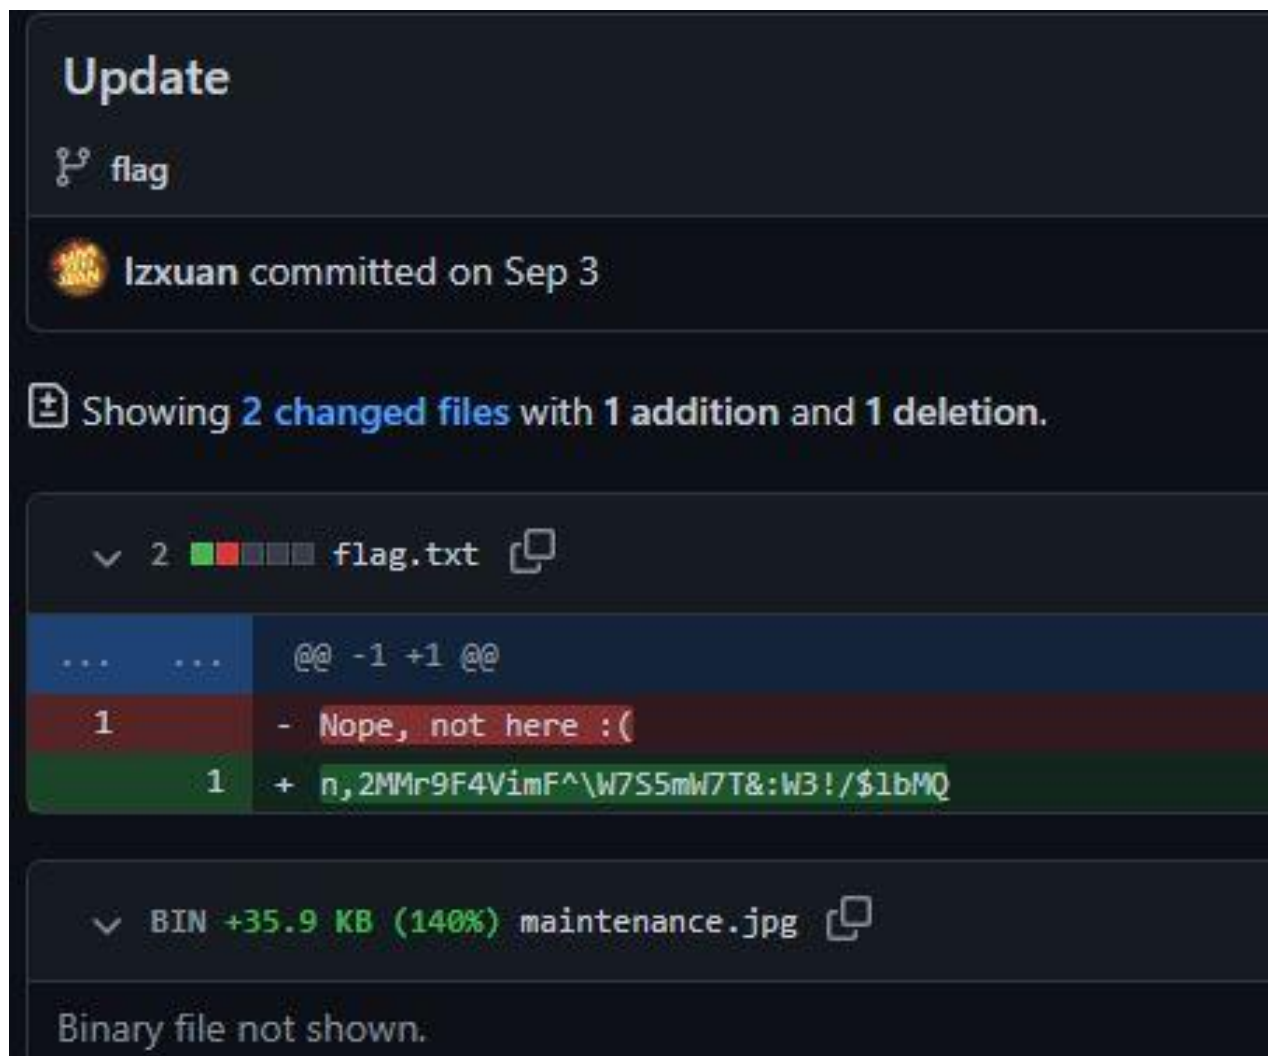 Update
flag
lzxuan committed on Sep 3
Showing 2 changed files with 1 addition and 1 deletion.
2 flag.txt
... ... @@ -1 +1 @@
1 - Nope, not here :(
1 + n,2MMr9F4VimF^\W7S5mW7T&:W3!/$lbMQ
BIN +35.9 KB (140%) maintenance.jpg
Binary file not shown.